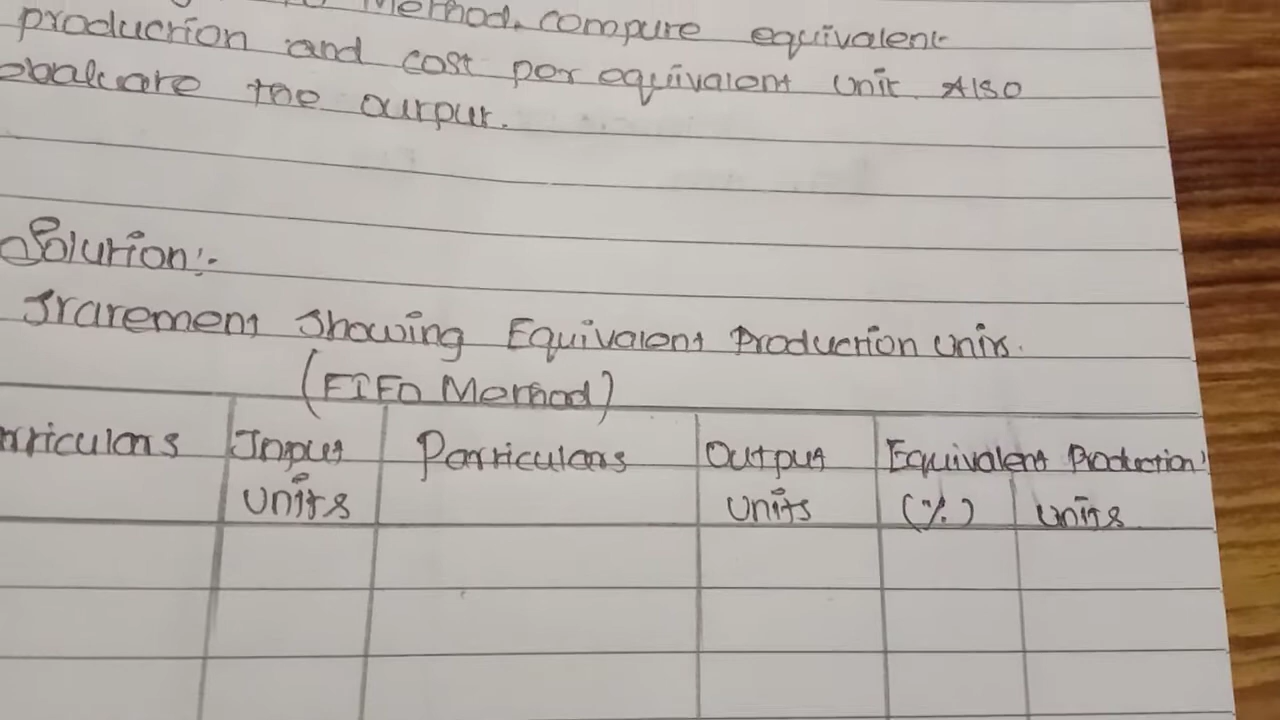 Method. compute equivalent
production and cost per equivalent unit. Also
the output.
Solution:-
Statement Showing Equivalent Production Units.
(FIFO Method)
Particulars Input Particulars Output Equivalent Production
Units Units (%) Units